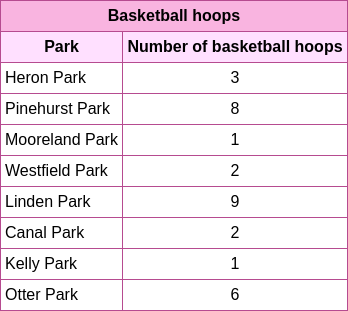 Basketball hoops
Park Number of basketball hoops
Heron Park 3
Pinehurst Park 8
Mooreland Park 1
Westfield Park 2
Linden Park 9
Canal Park 2
Kelly Park 1
Otter Park 6